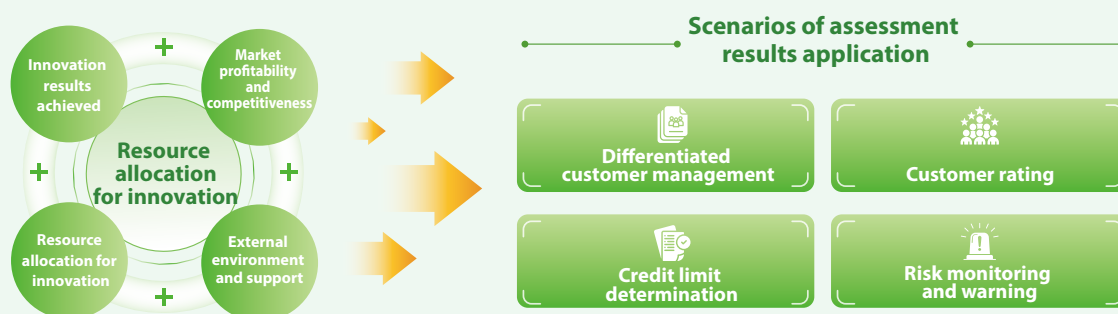 Innovation
results
achieved
Market
profitability
and
competitiveness
Resource
allocation
for innovation
Resource
allocation for
innovation
External
environment
and support
Scenarios of assessment
results application
Differentiated
customer management
Customer rating
Credit limit
determination
Risk monitoring
and warning